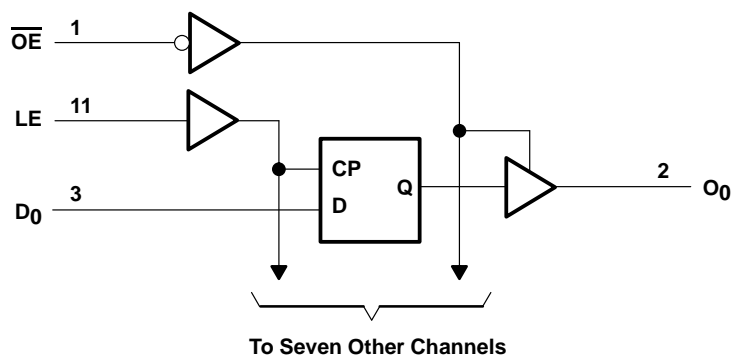 OE
1
LE
11
CP
D
Q
D0
3
2
O0
To Seven Other Channels